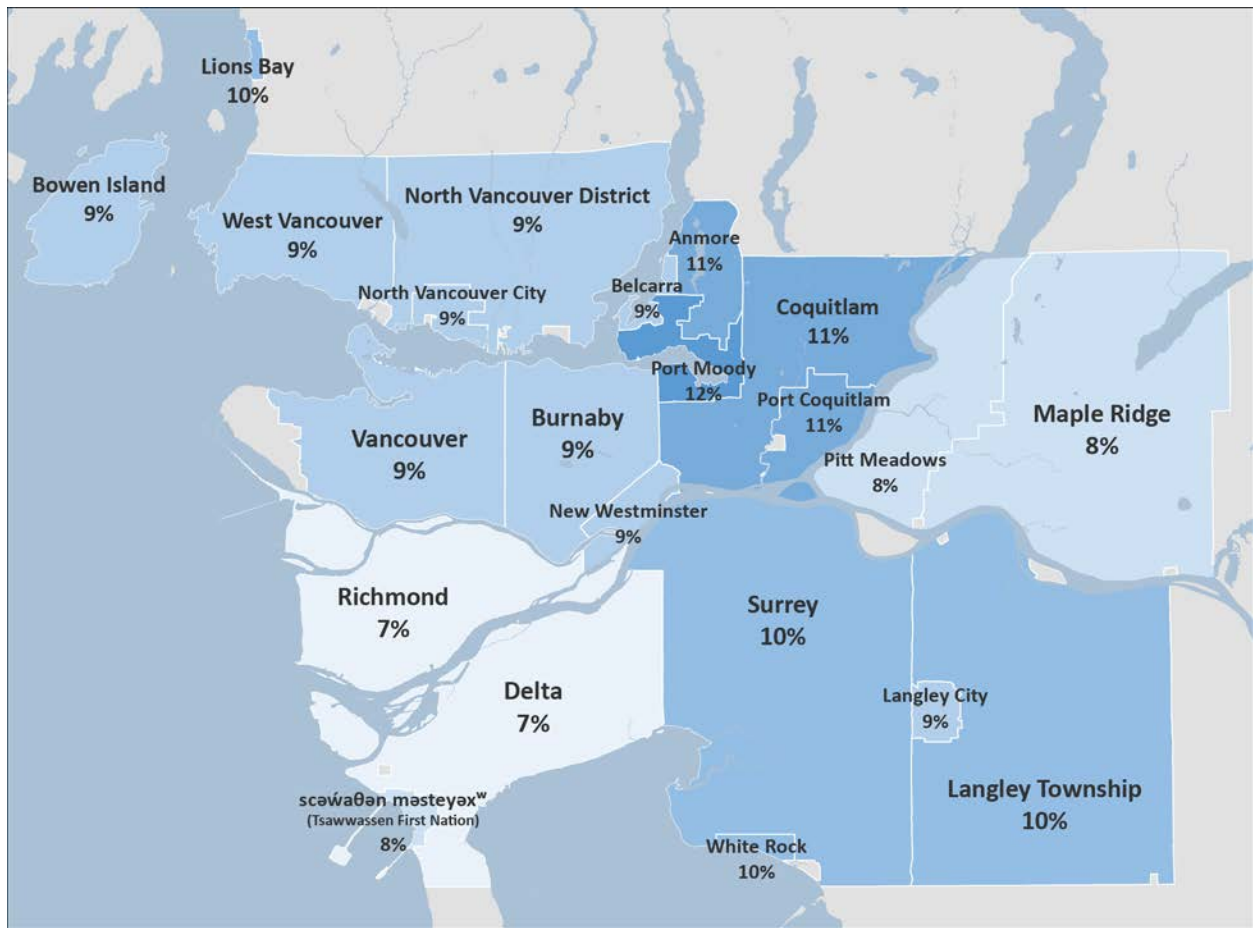 Lions Bay
10%
Bowen Island
9%
West Vancouver
9%
North Vancouver District
9%
North Vancouver City
9%
Anmore
11%
Belcarra
9%
Coquitlam
11%
Port Moody
12%
Port Coquitlam
11%
Vancouver
9%
Burnaby
9%
Maple Ridge
8%
Pitt Meadows
8%
New Westminster
9%
Richmond
7%
Surrey
10%
Delta
7%
Langley City
9%
Langley Township
10%
scəẃaθən məsteyəxʷ
(Tsawwassen First Nation)
8%
White Rock
10%